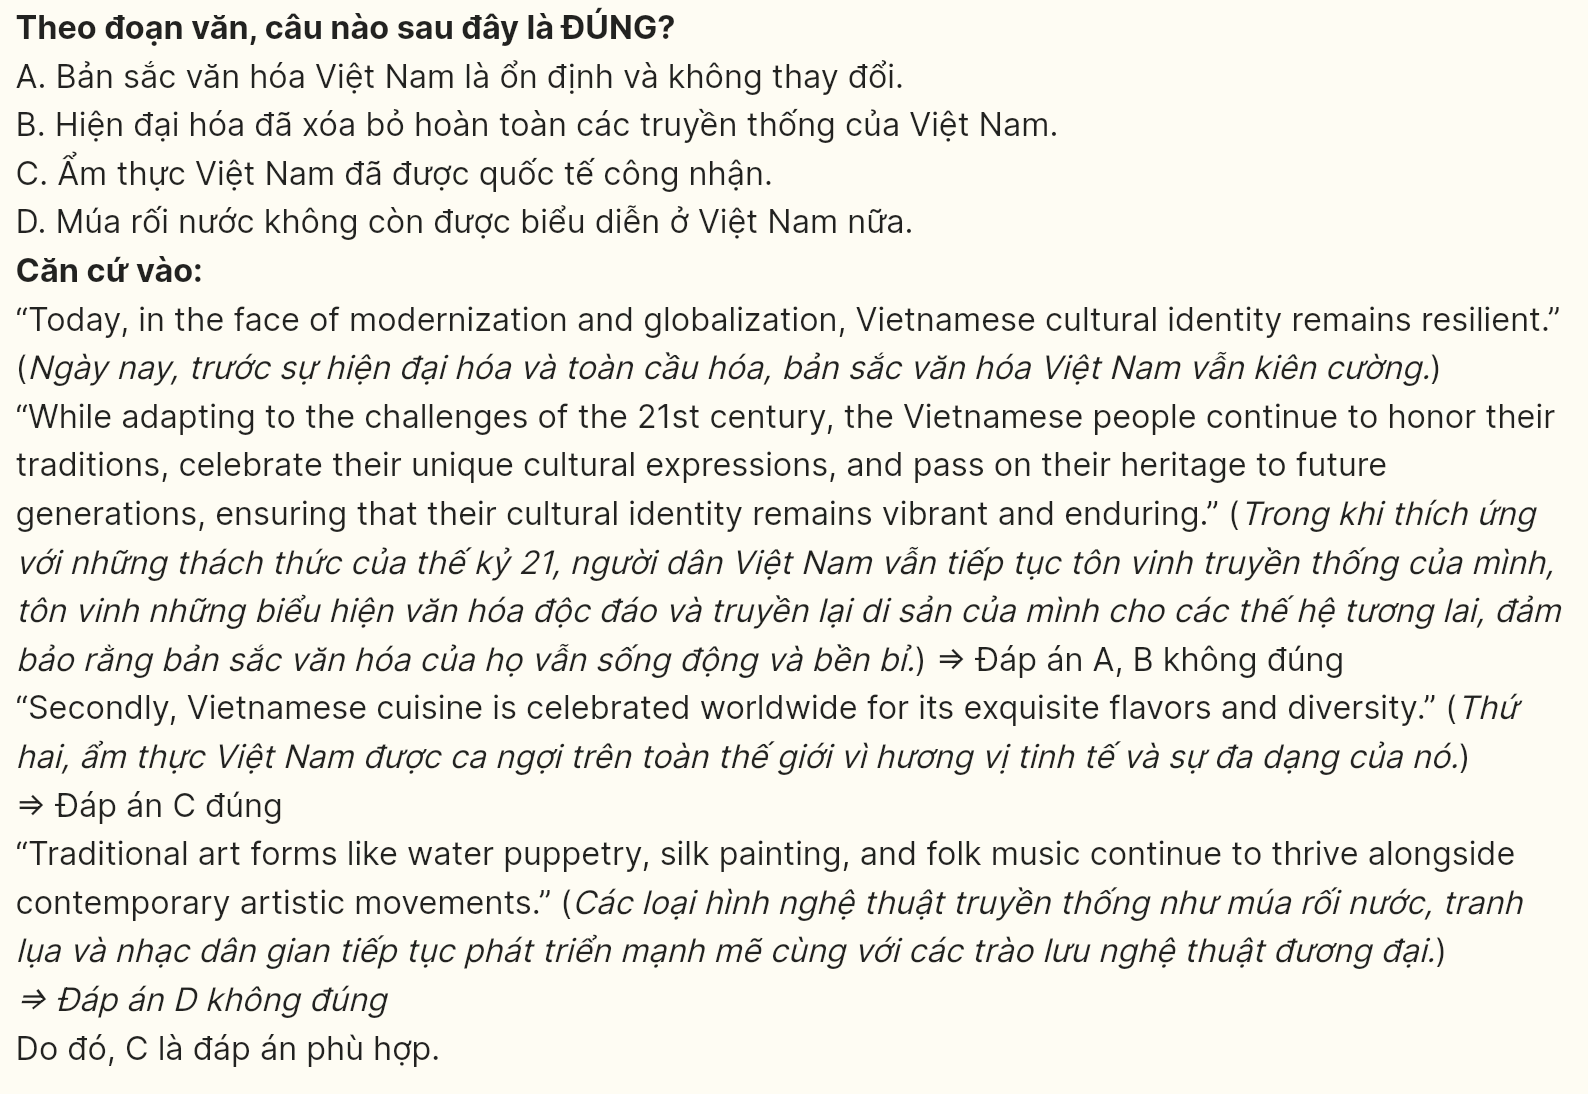 Theo đoạn văn, câu nào sau đây là ĐÚNG?
A. Bản sắc văn hóa Việt Nam là ổn định và không thay đổi.
B. Hiện đại hóa đã xóa bỏ hoàn toàn các truyền thống của Việt Nam.
C. Ẩm thực Việt Nam đã được quốc tế công nhận.
D. Múa rối nước không còn được biểu diễn ở Việt Nam nữa.
Căn cứ vào:
“Today, in the face of modernization and globalization, Vietnamese cultural identity remains resilient.”
(Ngày nay, trước sự hiện đại hóa và toàn cầu hóa, bản sắc văn hóa Việt Nam vẫn kiên cường.)
“While adapting to the challenges of the 21st century, the Vietnamese people continue to honor their
traditions, celebrate their unique cultural expressions, and pass on their heritage to future
generations, ensuring that their cultural identity remains vibrant and enduring.” (Trong khi thích ứng
với những thách thức của thế kỷ 21, người dân Việt Nam vẫn tiếp tục tôn vinh truyền thống của mình,
tôn vinh những biểu hiện văn hóa độc đáo và truyền lại di sản của mình cho các thế hệ tương lai, đảm
bảo rằng bản sắc văn hóa của họ vẫn sống động và bền bỉ.) ⇒ Đáp án A, B không đúng
“Secondly, Vietnamese cuisine is celebrated worldwide for its exquisite flavors and diversity.” (Thứ
hai, ẩm thực Việt Nam được ca ngợi trên toàn thế giới vì hương vị tinh tế và sự đa dạng của nó.)
⇒ Đáp án C đúng
“Traditional art forms like water puppetry, silk painting, and folk music continue to thrive alongside
contemporary artistic movements.” (Các loại hình nghệ thuật truyền thống như múa rối nước, tranh
lụa và nhạc dân gian tiếp tục phát triển mạnh mẽ cùng với các trào lưu nghệ thuật đương đại.)
⇒ Đáp án D không đúng
Do đó, C là đáp án phù hợp.